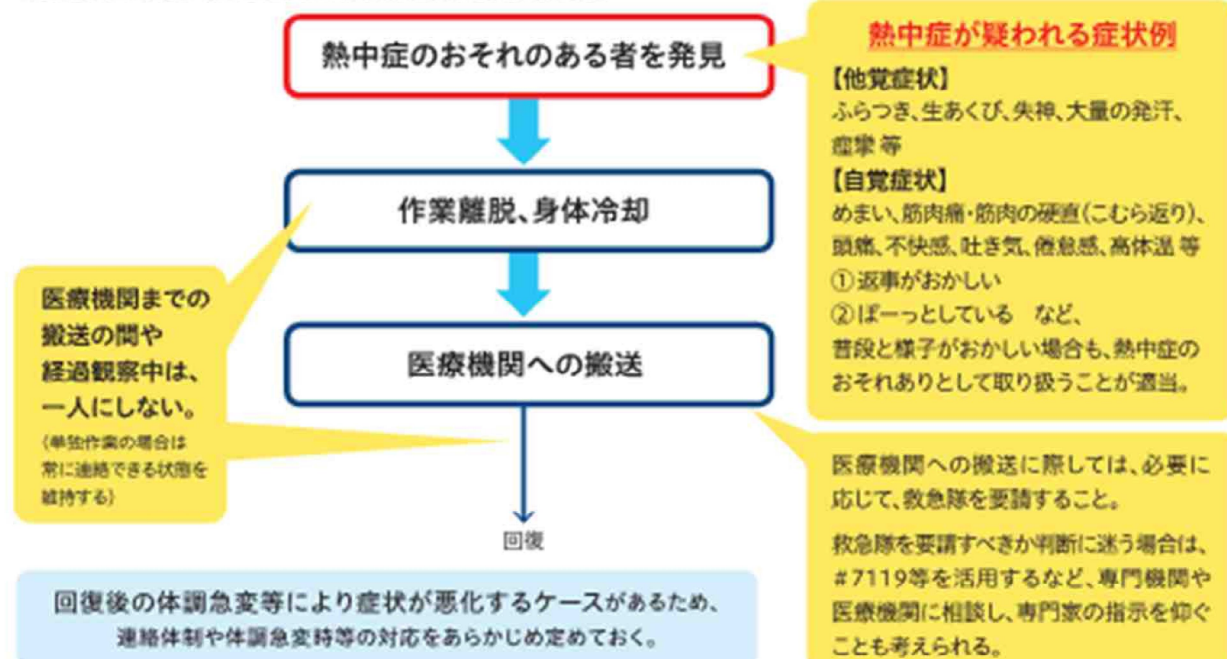 熱中症のおそれのある者を発見
熱中症が疑われる症状例
【他覚症状】
ふらつき、生あくび、失神、大量の発汗、
痙攣 等
【自覚症状】
めまい、筋肉痛・筋肉の硬直(こむら返り)、
頭痛、不快感、吐き気、倦怠感、高体温 等
①返事がおかしい
②ぼーっとしている など、
普段と様子がおかしい場合も、熱中症の
おそれありとして取り扱うことが適当。
作業離脱、身体冷却
医療機関までの
搬送の間や
経過観察中は、
一人にしない。
(単独作業の場合は
常に連絡できる状態を
維持する)
医療機関への搬送
医療機関への搬送に際しては、必要に
応じて、救急隊を要請すること。
救急隊を要請すべきか判断に迷う場合は、
#7119等を活用するなど、専門機関や
医療機関に相談し、専門家の指示を仰ぐ
ことも考えられる。
回復
回復後の体調急変等により症状が悪化するケースがあるため、
連絡体制や体調急変時等の対応をあらかじめ定めておく。